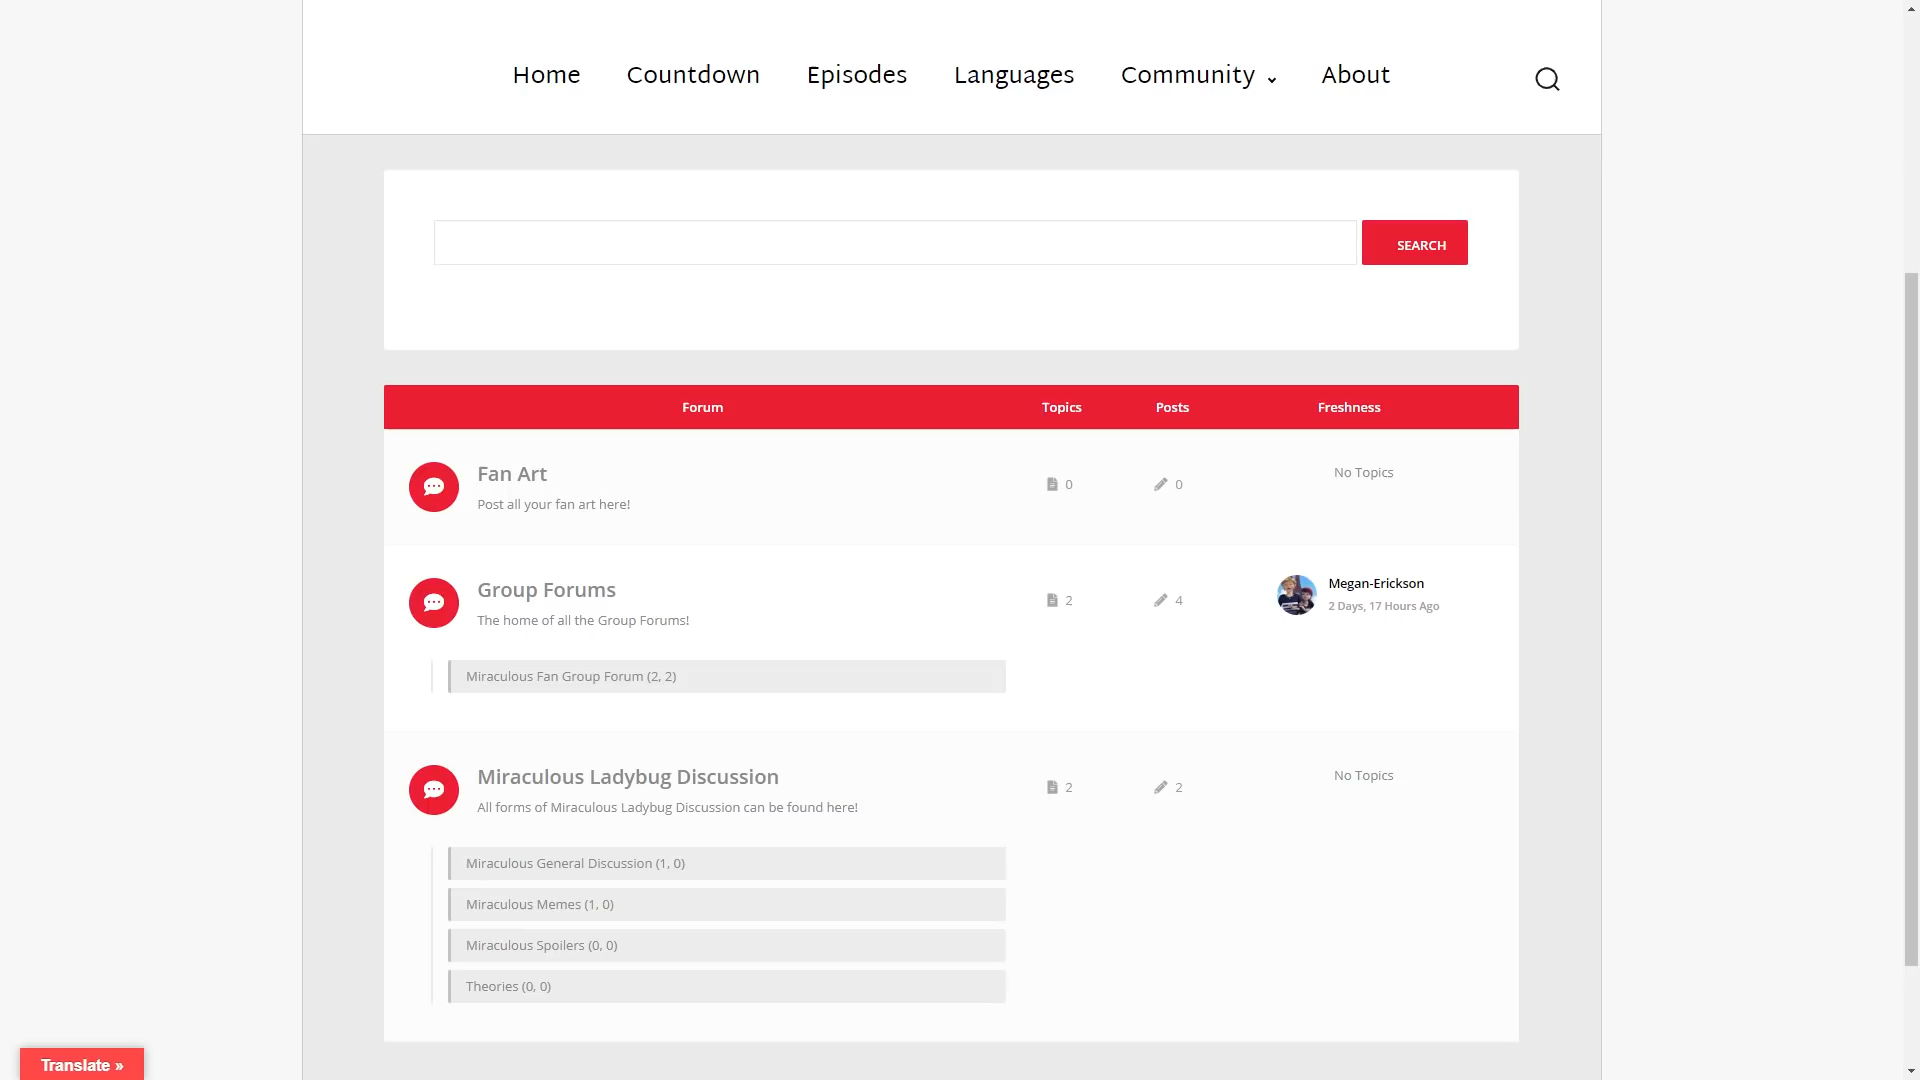 Home Countdown Episodes Languages Community About
SEARCH
Forum Topics Posts Freshness
Fan Art
Post all your fan art here!
0 0 No Topics
Group Forums
The home of all the Group Forums!
2 4 Megan-Erickson
2 Days, 17 Hours Ago
Miraculous Fan Group Forum (2, 2)
Miraculous Ladybug Discussion
All forms of Miraculous Ladybug Discussion can be found here!
2 2 No Topics
Miraculous General Discussion (1, 0)
Miraculous Memes (1, 0)
Miraculous Spoilers (0, 0)
Theories (0, 0)
Translate »